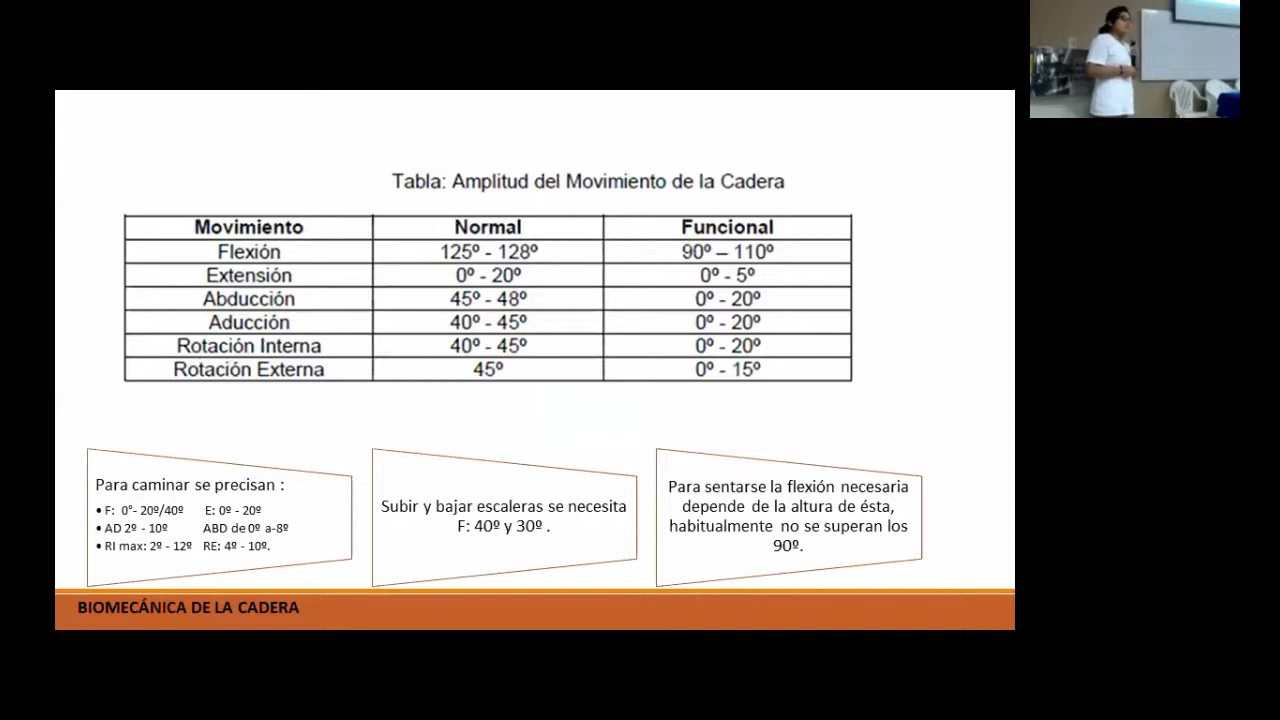 Tabla: Amplitud del Movimiento de la Cadera
Movimiento Normal Funcional
Flexión 125º - 128º 90º – 110º
Extensión 0º - 20º 0º - 5º
Abducción 45º - 48º 0º - 20º
Aducción 40º - 45º 0º - 20º
Rotación Interna 40º - 45º 0º - 20º
Rotación Externa 45º 0º - 15º
Para caminar se precisan :
• F: 0°- 20º/40º E: 0º - 20º
• AD 2º - 10º ABD de 0º a-8º
• RI max: 2º - 12º RE: 4º - 10º.
Subir y bajar escaleras se necesita
F: 40º y 30º .
Para sentarse la flexión necesaria
depende de la altura de ésta,
habitualmente no se superan los
90º.
BIOMECÁNICA DE LA CADERA